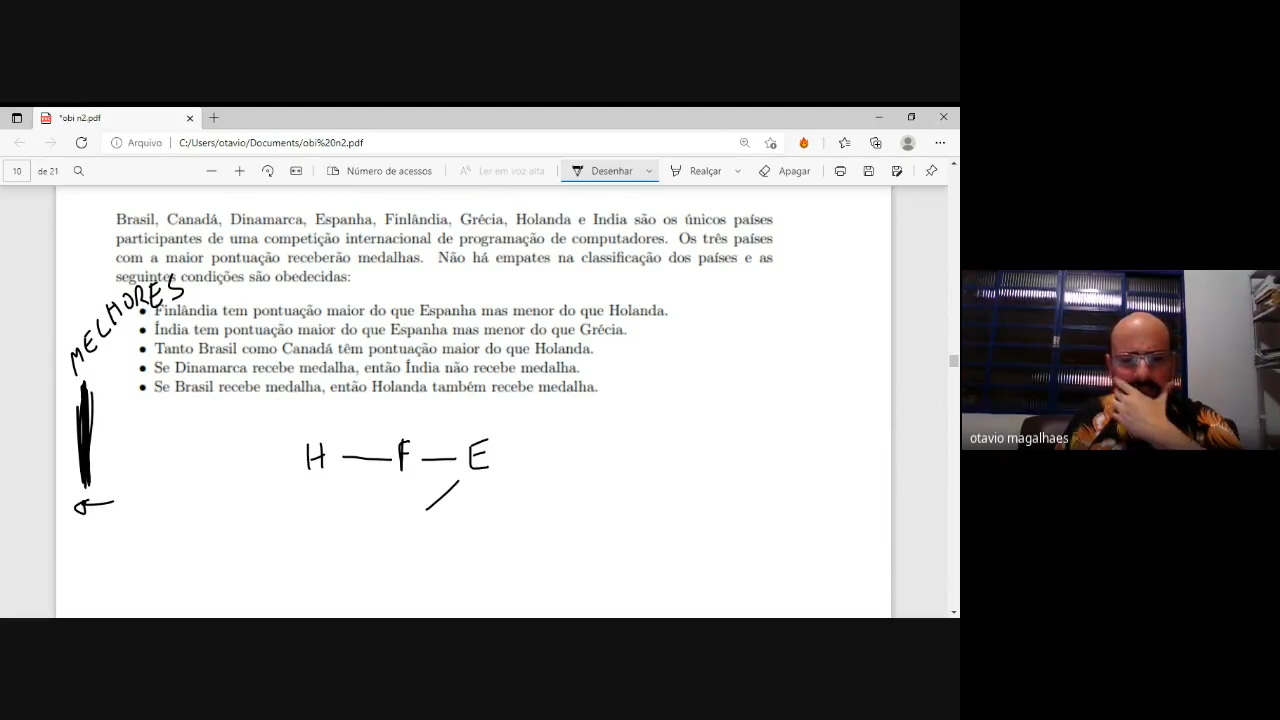 *obi n2.pdf
Arquivo C:/Users/otavio/Documents/obi%20n2.pdf
10 de 21 Número de acessos Ler em voz alta Desenhar Realçar Apagar
Brasil, Canadá, Dinamarca, Espanha, Finlândia, Grécia, Holanda e India são os únicos países
participantes de uma competição internacional de programação de computadores. Os três países
com a maior pontuação receberão medalhas. Não há empates na classificação dos países e as
seguintes condições são obedecidas:
MELHORES
• Finlândia tem pontuação maior do que Espanha mas menor do que Holanda.
• Índia tem pontuação maior do que Espanha mas menor do que Grécia.
• Tanto Brasil como Canadá têm pontuação maior do que Holanda.
• Se Dinamarca recebe medalha, então Índia não recebe medalha.
• Se Brasil recebe medalha, então Holanda também recebe medalha.
H — F — E
otavio magalhaes